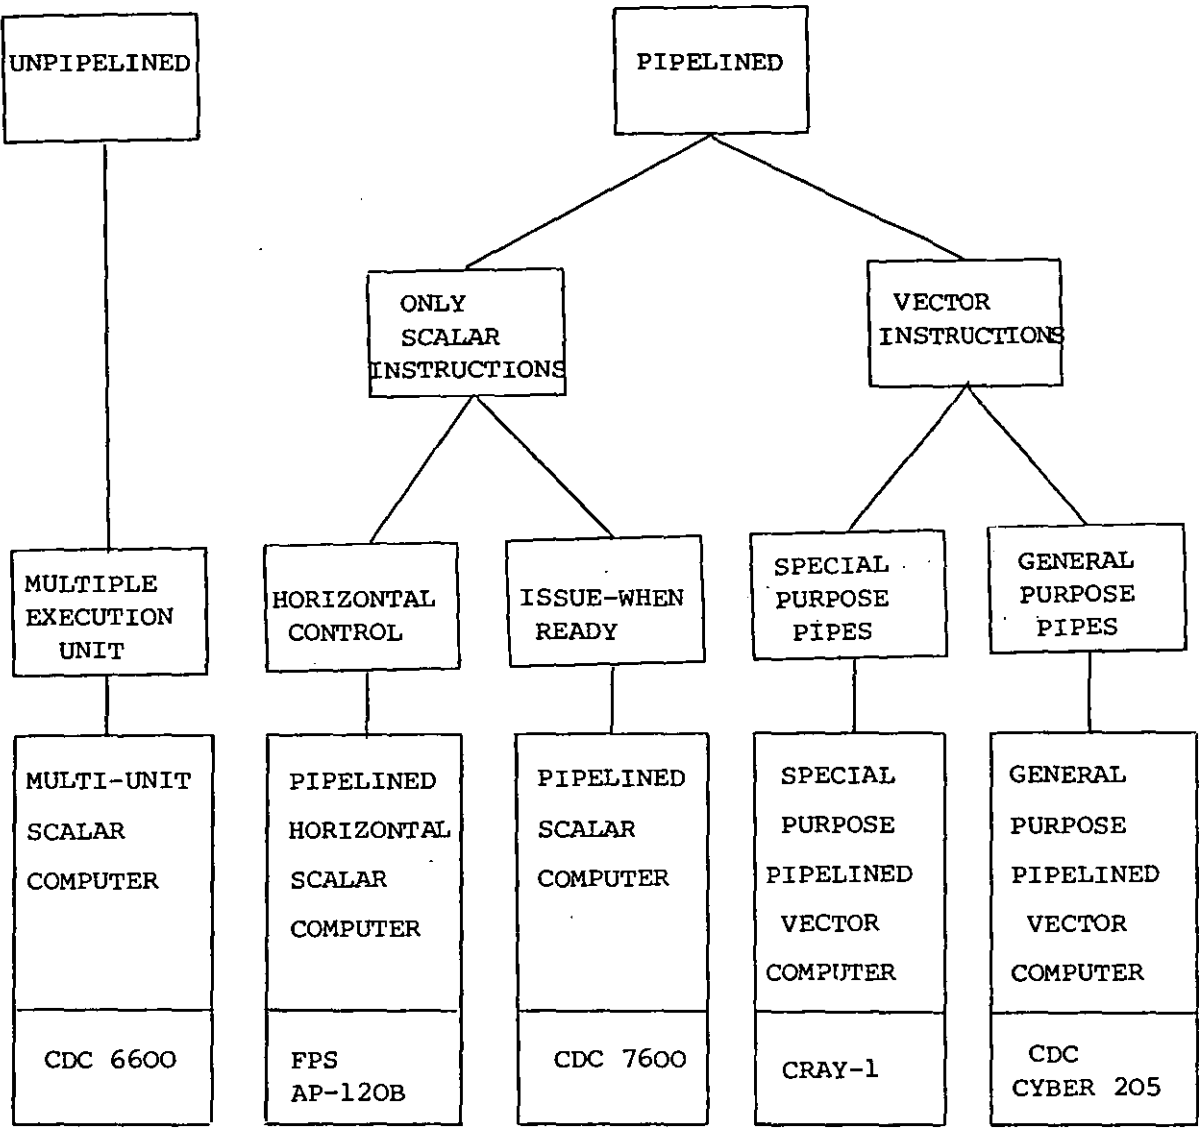 UNPIPELINED
PIPELINED
ONLY
SCALAR
INSTRUCTIONS
VECTOR
INSTRUCTIONS
MULTIPLE
EXECUTION
UNIT
HORIZONTAL
CONTROL
ISSUE-WHEN
READY
SPECIAL
PURPOSE
PIPES
GENERAL
PURPOSE
PIPES
MULTI-UNIT
SCALAR
COMPUTER
CDC 6600
PIPELINED
HORIZONTAL
SCALAR
COMPUTER
FPS
AP-120B
PIPELINED
SCALAR
COMPUTER
CDC 7600
SPECIAL
PURPOSE
PIPELINED
VECTOR
COMPUTER
CRAY-1
GENERAL
PURPOSE
PIPELINED
VECTOR
COMPUTER
CDC
CYBER 205